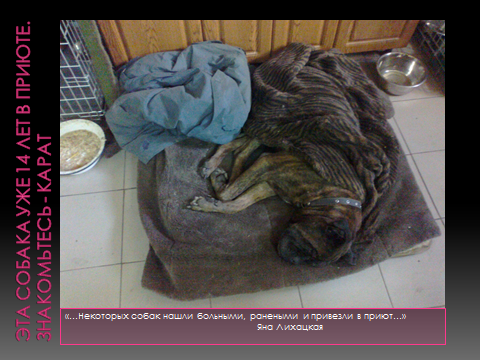 ЭТА СОБАКА УЖЕ 14 ЛЕТ В ПРИЮТЕ.
ЗНАКОМЬТЕСЬ - КАРАТ
«...Некоторых собак нашли больными, ранеными и привезли в приют...»
Яна Лихацкая